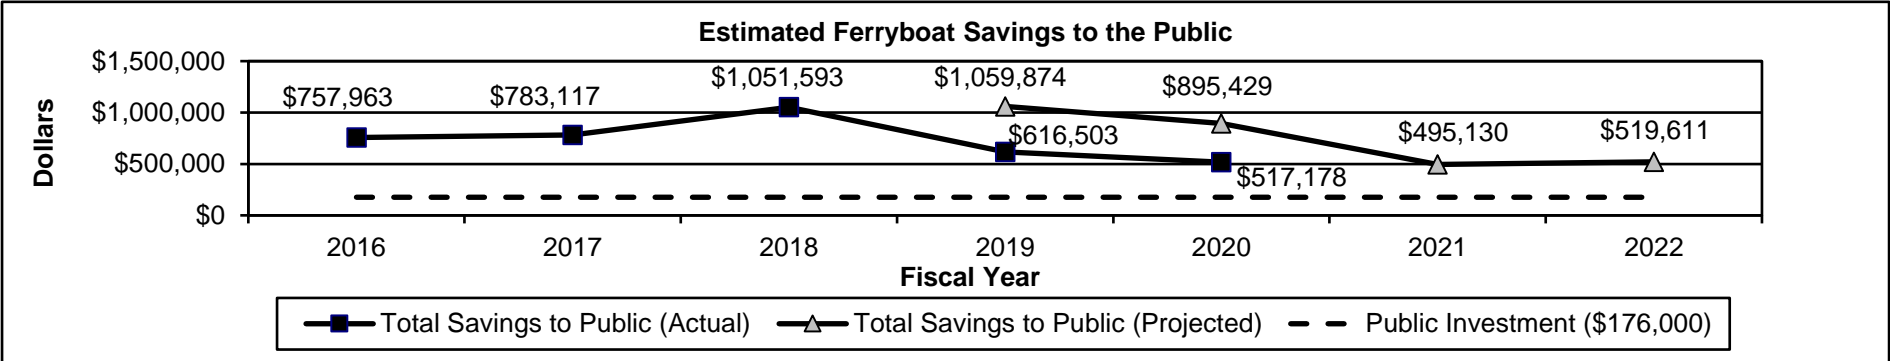 Estimated Ferryboat Savings to the Public
Dollars
$1,500,000
$1,000,000
$500,000
$0
$757,963
$783,117
$1,051,593
$1,059,874
$895,429
$616,503
$517,178
$495,130
$519,611
2016 2017 2018 2019 2020 2021 2022
Fiscal Year
Total Savings to Public (Actual) Total Savings to Public (Projected) Public Investment ($176,000)